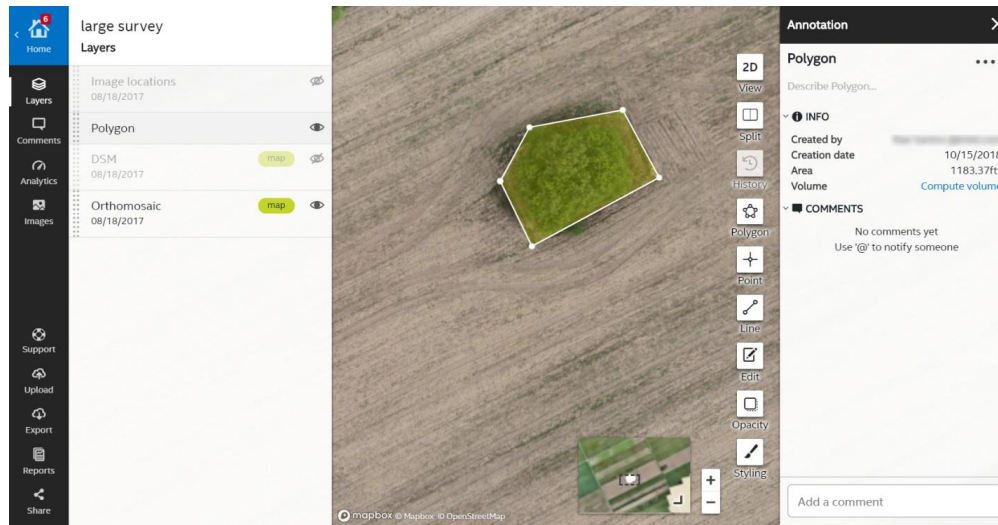 6
Home
Layers
Comments
Analytics
Images
Support
Upload
Export
Reports
Share
large survey
Layers
Image locations
08/18/2017
Polygon
DSM
map
08/18/2017
Orthomosaic
map
08/18/2017
2D
View
Split
History
Polygon
Point
Line
Edit
Opacity
Styling
+
−
mapbox © Mapbox © OpenStreetMap
Annotation
Polygon
Describe Polygon...
INFO
Created by
Creation date 10/15/2018
Area 1183.37ft
Volume Compute volume
COMMENTS
No comments yet
Use '@' to notify someone
Add a comment